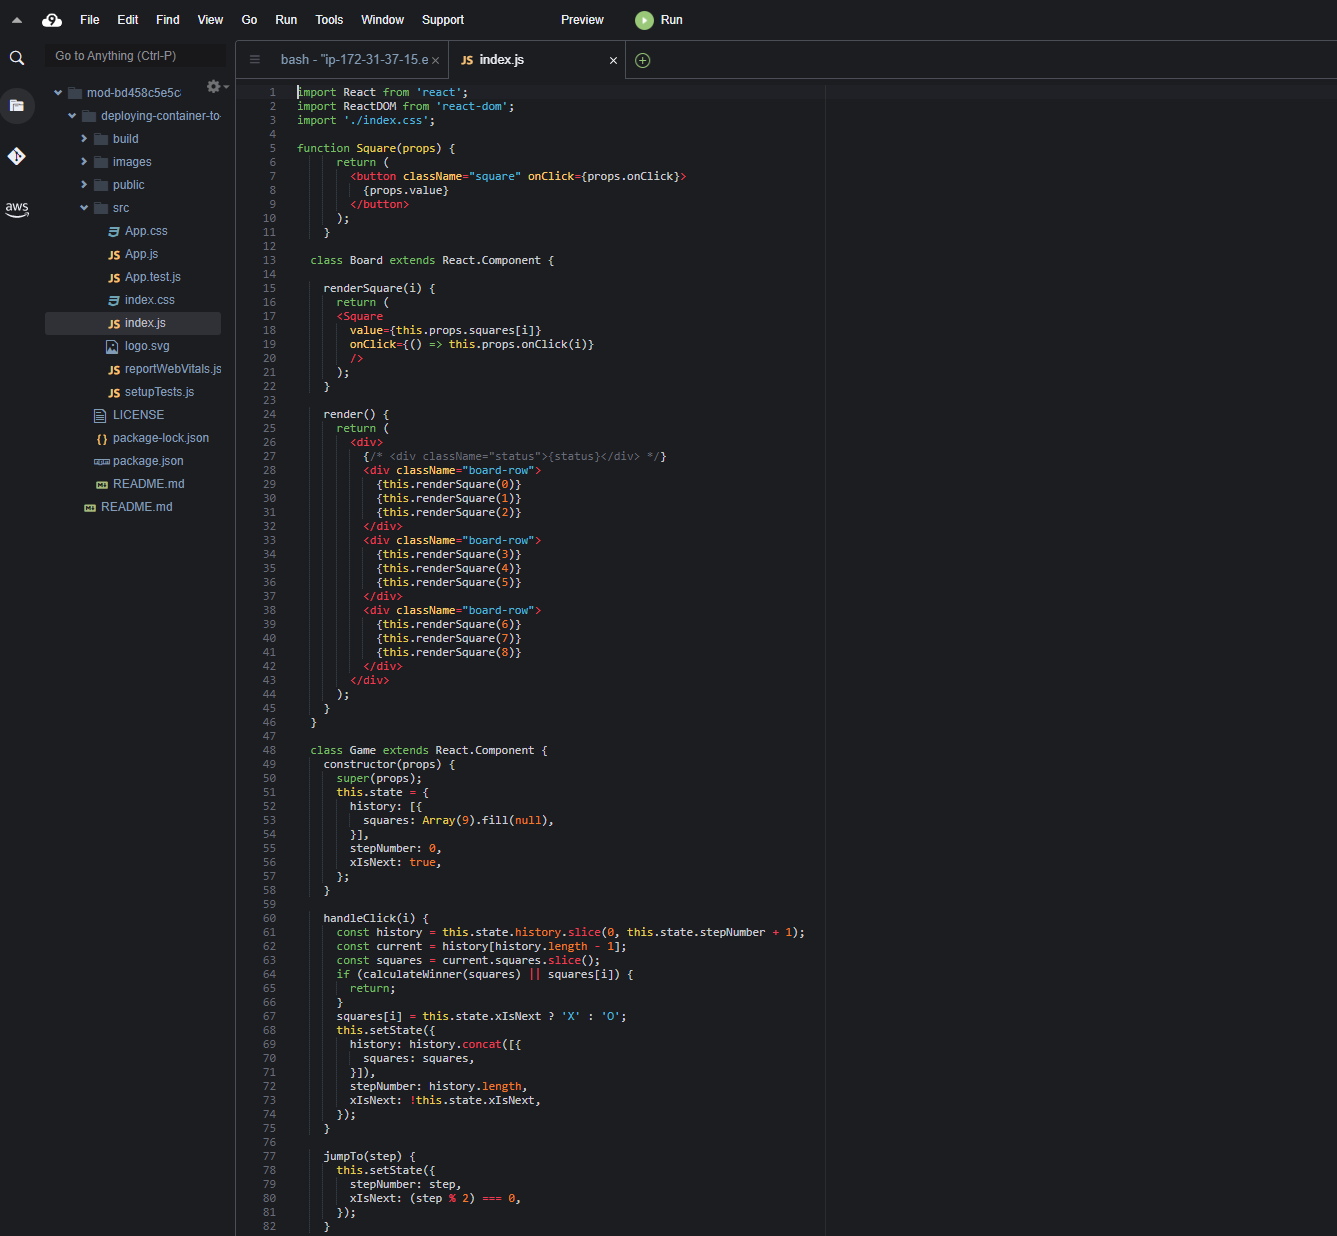 File Edit Find View Go Run Tools Window Support Preview Run
Go to Anything (Ctrl-P)
bash - "ip-172-31-37-15.e ×
JS index.js ×
mod-bd458c5e5c
deploying-container-to-
build
images
public
src
App.css
JS App.js
JS App.test.js
index.css
JS index.js
logo.svg
JS reportWebVitals.js
JS setupTests.js
LICENSE
{} package-lock.json
package.json
README.md
README.md
aws
1 import React from 'react';
2 import ReactDOM from 'react-dom';
3 import './index.css';
4
5 function Square(props) {
6 return (
7 <button className="square" onClick={props.onClick}>
8 {props.value}
9 </button>
10 );
11 }
12
13 class Board extends React.Component {
14
15 renderSquare(i) {
16 return (
17 <Square
18 value={this.props.squares[i]}
19 onClick={() => this.props.onClick(i)}
20 />
21 );
22 }
23
24 render() {
25 return (
26 <div>
27 {/* <div className="status">{status}</div> */}
28 <div className="board-row">
29 {this.renderSquare(0)}
30 {this.renderSquare(1)}
31 {this.renderSquare(2)}
32 </div>
33 <div className="board-row">
34 {this.renderSquare(3)}
35 {this.renderSquare(4)}
36 {this.renderSquare(5)}
37 </div>
38 <div className="board-row">
39 {this.renderSquare(6)}
40 {this.renderSquare(7)}
41 {this.renderSquare(8)}
42 </div>
43 </div>
44 );
45 }
46 }
47
48 class Game extends React.Component {
49 constructor(props) {
50 super(props);
51 this.state = {
52 history: [{
53 squares: Array(9).fill(null),
54 }],
55 stepNumber: 0,
56 xIsNext: true,
57 };
58 }
59
60 handleClick(i) {
61 const history = this.state.history.slice(0, this.state.stepNumber + 1);
62 const current = history[history.length - 1];
63 const squares = current.squares.slice();
64 if (calculateWinner(squares) || squares[i]) {
65 return;
66 }
67 squares[i] = this.state.xIsNext ? 'X' : 'O';
68 this.setState({
69 history: history.concat([{
70 squares: squares,
71 }]),
72 stepNumber: history.length,
73 xIsNext: !this.state.xIsNext,
74 });
75 }
76
77 jumpTo(step) {
78 this.setState({
79 stepNumber: step,
80 xIsNext: (step % 2) === 0,
81 });
82 }